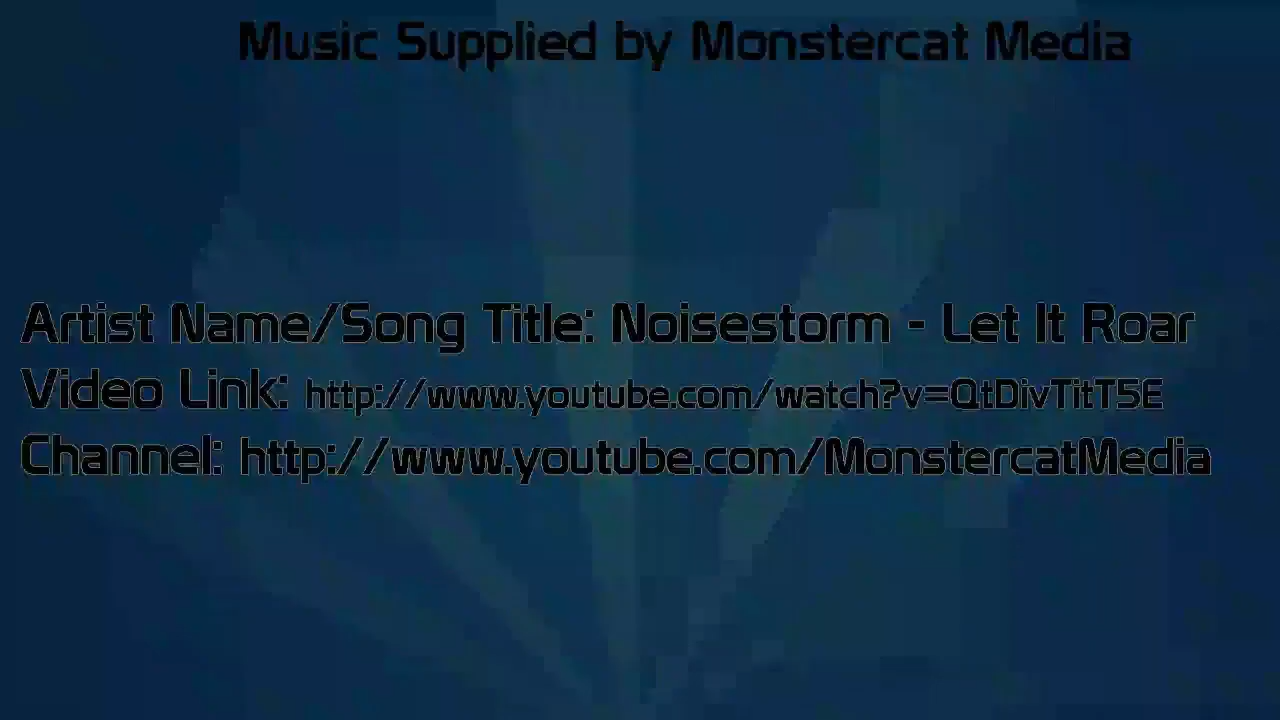 Music Supplied by Monstercat Media
Artist Name/Song Title: Noisestorm - Let It Roar
Video Link: http://www.youtube.com/watch?v=QtDivTitT5E
Channel: http://www.youtube.com/MonstercatMedia